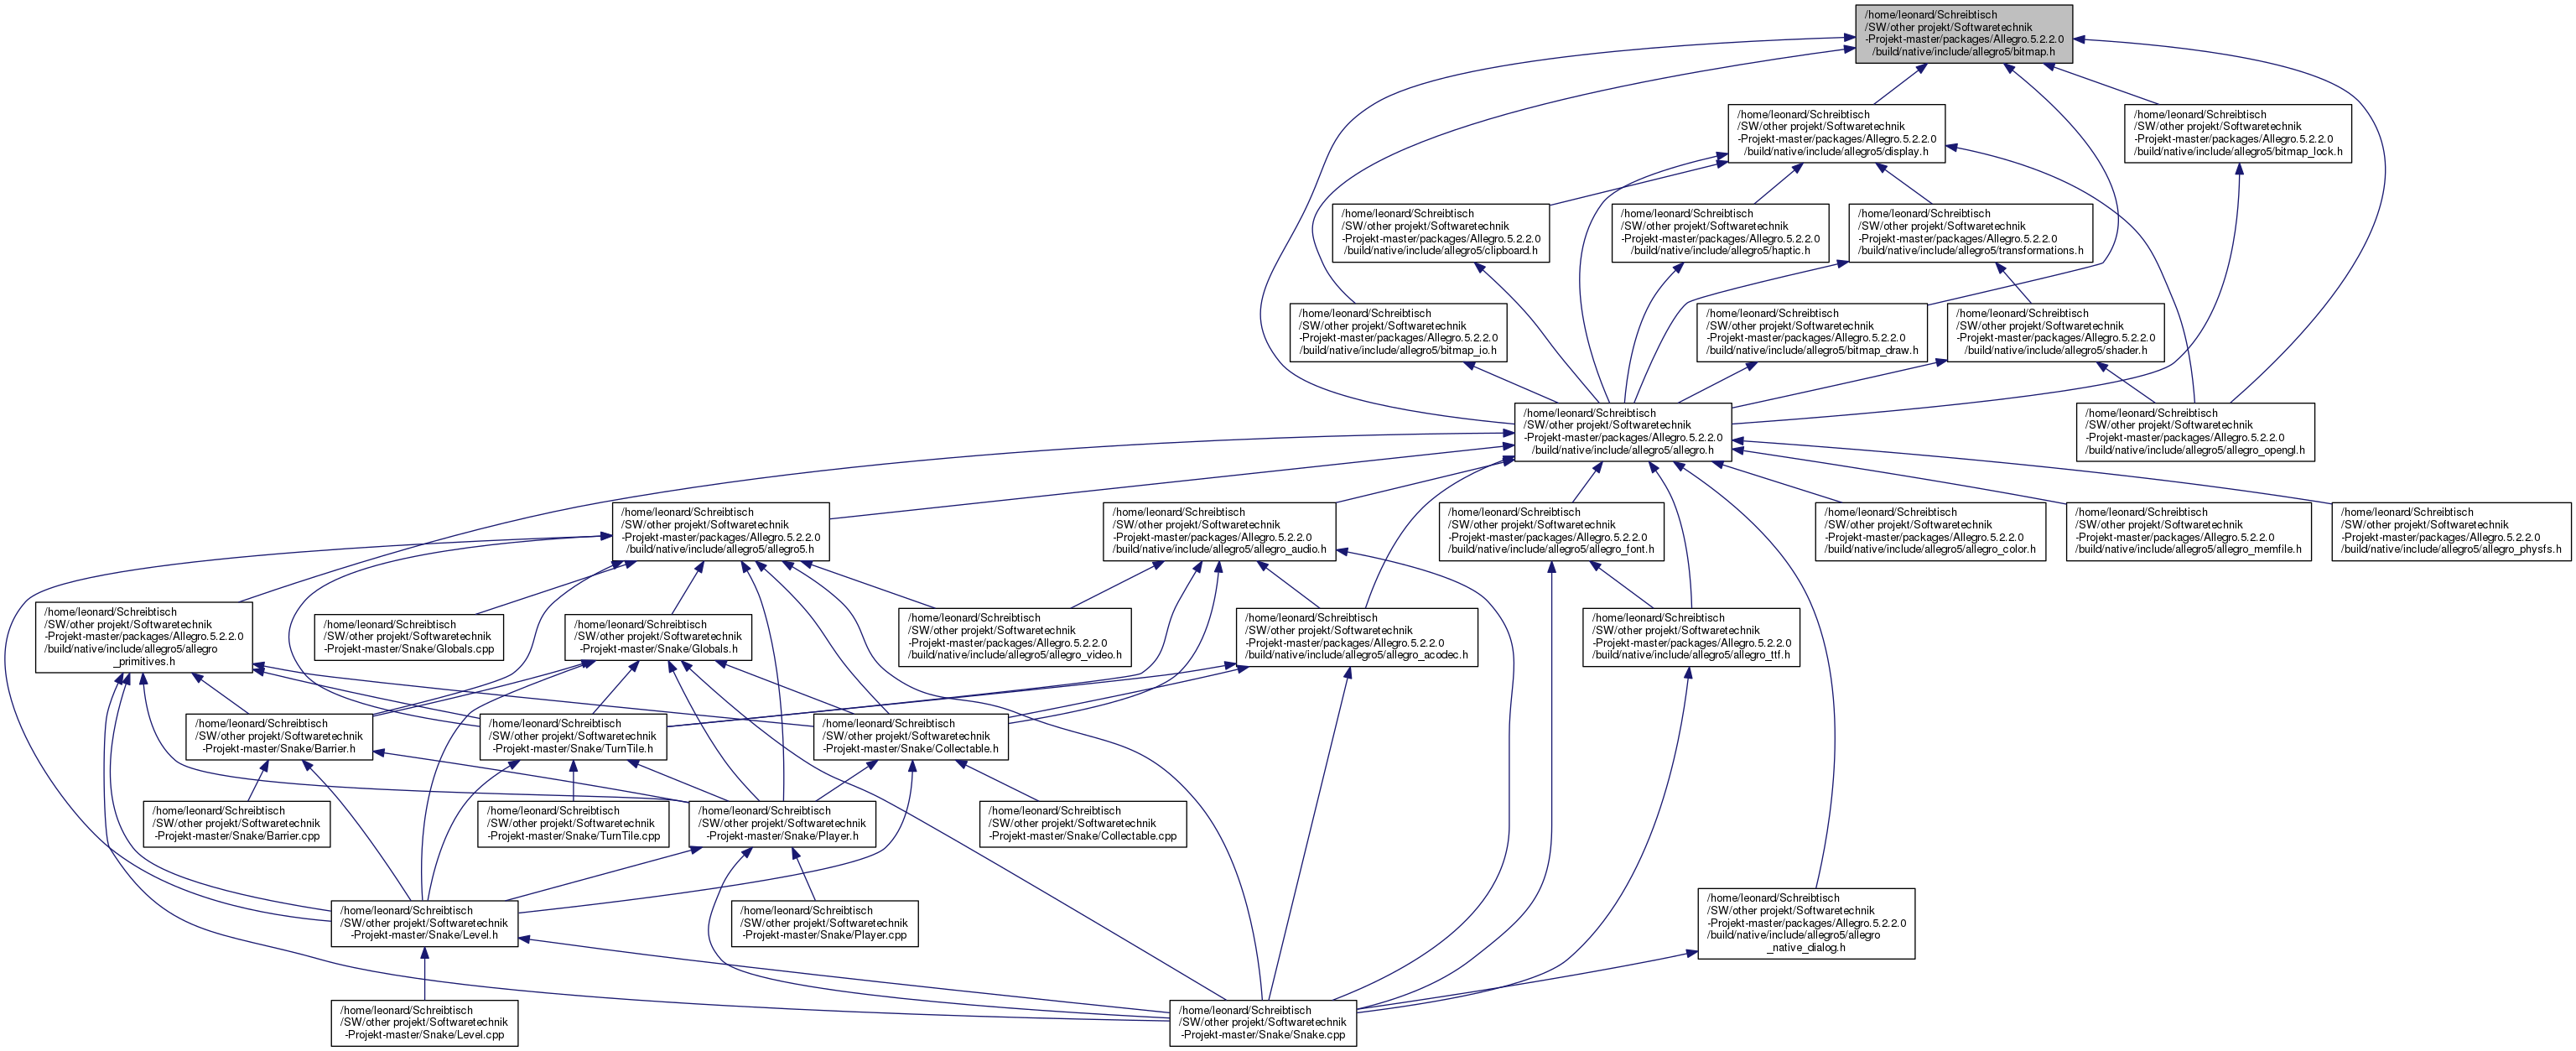 /home/leonard/Schreibtisch
/SW/other projekt/Softwaretechnik
-Projekt-master/packages/Allegro.5.2.2.0
/build/native/include/allegro5/bitmap.h
/home/leonard/Schreibtisch
/SW/other projekt/Softwaretechnik
-Projekt-master/packages/Allegro.5.2.2.0
/build/native/include/allegro5/display.h
/home/leonard/Schreibtisch
/SW/other projekt/Softwaretechnik
-Projekt-master/packages/Allegro.5.2.2.0
/build/native/include/allegro5/bitmap_lock.h
/home/leonard/Schreibtisch
/SW/other projekt/Softwaretechnik
-Projekt-master/packages/Allegro.5.2.2.0
/build/native/include/allegro5/clipboard.h
/home/leonard/Schreibtisch
/SW/other projekt/Softwaretechnik
-Projekt-master/packages/Allegro.5.2.2.0
/build/native/include/allegro5/haptic.h
/home/leonard/Schreibtisch
/SW/other projekt/Softwaretechnik
-Projekt-master/packages/Allegro.5.2.2.0
/build/native/include/allegro5/transformations.h
/home/leonard/Schreibtisch
/SW/other projekt/Softwaretechnik
-Projekt-master/packages/Allegro.5.2.2.0
/build/native/include/allegro5/bitmap_io.h
/home/leonard/Schreibtisch
/SW/other projekt/Softwaretechnik
-Projekt-master/packages/Allegro.5.2.2.0
/build/native/include/allegro5/bitmap_draw.h
/home/leonard/Schreibtisch
/SW/other projekt/Softwaretechnik
-Projekt-master/packages/Allegro.5.2.2.0
/build/native/include/allegro5/shader.h
/home/leonard/Schreibtisch
/SW/other projekt/Softwaretechnik
-Projekt-master/packages/Allegro.5.2.2.0
/build/native/include/allegro5/allegro.h
/home/leonard/Schreibtisch
/SW/other projekt/Softwaretechnik
-Projekt-master/packages/Allegro.5.2.2.0
/build/native/include/allegro5/allegro_opengl.h
/home/leonard/Schreibtisch
/SW/other projekt/Softwaretechnik
-Projekt-master/packages/Allegro.5.2.2.0
/build/native/include/allegro5/allegro5.h
/home/leonard/Schreibtisch
/SW/other projekt/Softwaretechnik
-Projekt-master/packages/Allegro.5.2.2.0
/build/native/include/allegro5/allegro_audio.h
/home/leonard/Schreibtisch
/SW/other projekt/Softwaretechnik
-Projekt-master/packages/Allegro.5.2.2.0
/build/native/include/allegro5/allegro_font.h
/home/leonard/Schreibtisch
/SW/other projekt/Softwaretechnik
-Projekt-master/packages/Allegro.5.2.2.0
/build/native/include/allegro5/allegro_color.h
/home/leonard/Schreibtisch
/SW/other projekt/Softwaretechnik
-Projekt-master/packages/Allegro.5.2.2.0
/build/native/include/allegro5/allegro_memfile.h
/home/leonard/Schreibtisch
/SW/other projekt/Softwaretechnik
-Projekt-master/packages/Allegro.5.2.2.0
/build/native/include/allegro5/allegro_physfs.h
/home/leonard/Schreibtisch
/SW/other projekt/Softwaretechnik
-Projekt-master/packages/Allegro.5.2.2.0
/build/native/include/allegro5/allegro
_primitives.h
/home/leonard/Schreibtisch
/SW/other projekt/Softwaretechnik
-Projekt-master/Snake/Globals.cpp
/home/leonard/Schreibtisch
/SW/other projekt/Softwaretechnik
-Projekt-master/Snake/Globals.h
/home/leonard/Schreibtisch
/SW/other projekt/Softwaretechnik
-Projekt-master/packages/Allegro.5.2.2.0
/build/native/include/allegro5/allegro_video.h
/home/leonard/Schreibtisch
/SW/other projekt/Softwaretechnik
-Projekt-master/packages/Allegro.5.2.2.0
/build/native/include/allegro5/allegro_acodec.h
/home/leonard/Schreibtisch
/SW/other projekt/Softwaretechnik
-Projekt-master/packages/Allegro.5.2.2.0
/build/native/include/allegro5/allegro_ttf.h
/home/leonard/Schreibtisch
/SW/other projekt/Softwaretechnik
-Projekt-master/Snake/Barrier.h
/home/leonard/Schreibtisch
/SW/other projekt/Softwaretechnik
-Projekt-master/Snake/TurnTile.h
/home/leonard/Schreibtisch
/SW/other projekt/Softwaretechnik
-Projekt-master/Snake/Collectable.h
/home/leonard/Schreibtisch
/SW/other projekt/Softwaretechnik
-Projekt-master/Snake/Barrier.cpp
/home/leonard/Schreibtisch
/SW/other projekt/Softwaretechnik
-Projekt-master/Snake/TurnTile.cpp
/home/leonard/Schreibtisch
/SW/other projekt/Softwaretechnik
-Projekt-master/Snake/Player.h
/home/leonard/Schreibtisch
/SW/other projekt/Softwaretechnik
-Projekt-master/Snake/Collectable.cpp
/home/leonard/Schreibtisch
/SW/other projekt/Softwaretechnik
-Projekt-master/Snake/Level.h
/home/leonard/Schreibtisch
/SW/other projekt/Softwaretechnik
-Projekt-master/Snake/Player.cpp
/home/leonard/Schreibtisch
/SW/other projekt/Softwaretechnik
-Projekt-master/packages/Allegro.5.2.2.0
/build/native/include/allegro5/allegro
_native_dialog.h
/home/leonard/Schreibtisch
/SW/other projekt/Softwaretechnik
-Projekt-master/Snake/Level.cpp
/home/leonard/Schreibtisch
/SW/other projekt/Softwaretechnik
-Projekt-master/Snake/Snake.cpp